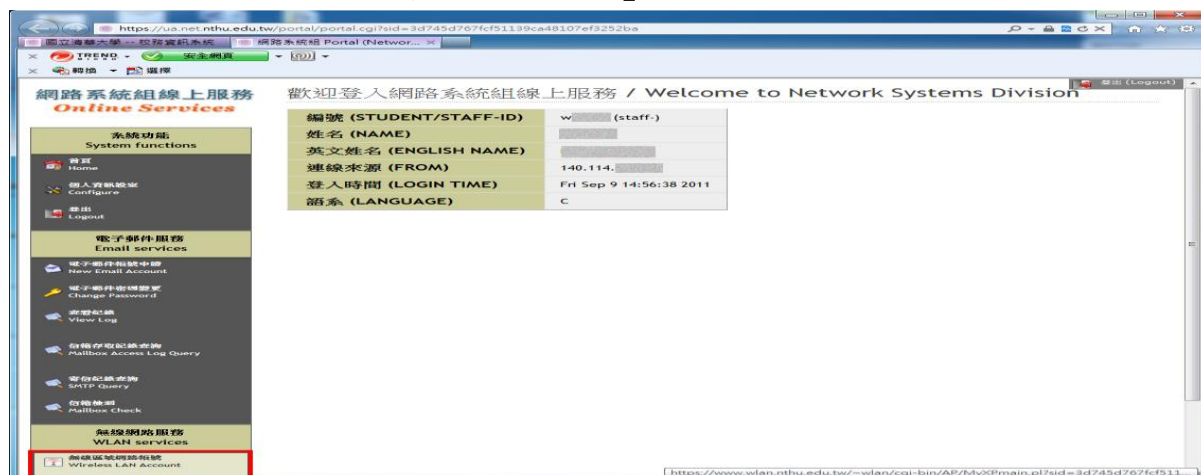 https://ua.net.nthu.edu.tw/portal/portal.cgi?sid=3d745d767fcf51139ca48107ef3252ba
國立清華大學 -- 校務資訊系統
網路系統組 Portal (Networ...
TREND
安全網頁
轉換
選擇
登出 (Logout)
網路系統組線上服務
Online Services
系統功能
System functions
首頁
Home
個人資訊設定
Configure
登出
Logout
電子郵件服務
Email services
電子郵件帳號申請
New Email Account
電子郵件密碼變更
Change Password
View Log
信箱存取記錄查詢
Mailbox Access Log Query
寄信記錄查詢
SMTP Query
信箱檢測
Mailbox Check
無線網路服務
WLAN services
無線區域網路帳號
Wireless LAN Account
歡迎登入網路系統組線上服務 / Welcome to Network Systems Division
編號 (STUDENT/STAFF-ID) w (staff-)
姓名 (NAME)
英文姓名 (ENGLISH NAME)
連線來源 (FROM) 140.114.
登入時間 (LOGIN TIME) Fri Sep 9 14:56:38 2011
語系 (LANGUAGE) C
https://www.wlan.nthu.edu.tw/~wlan/cgi-bin/AP/MyXPmain.pl?sid=3d745d767fcf511...